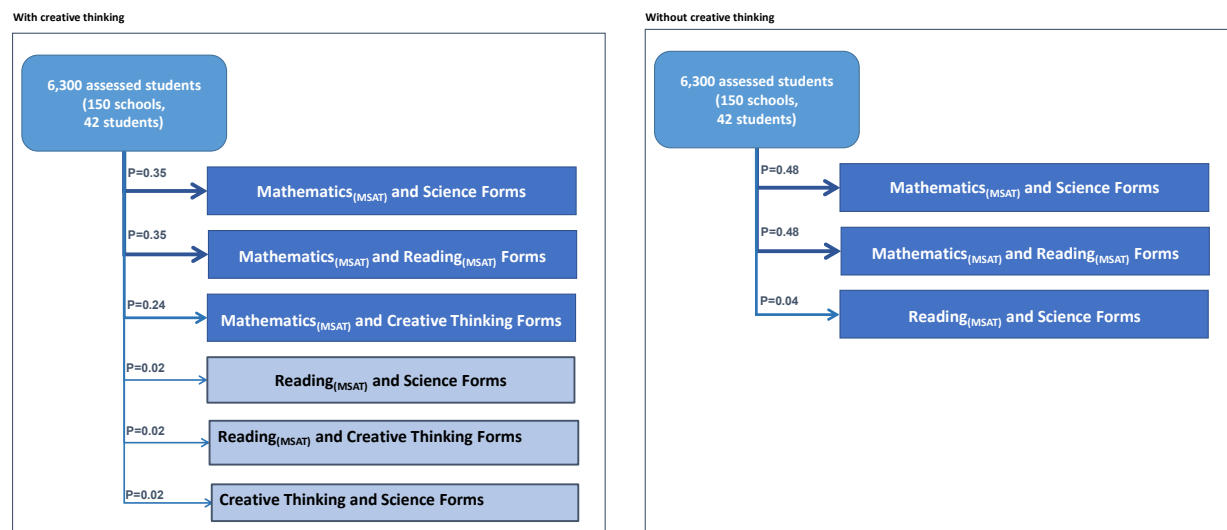 With creative thinking
6,300 assessed students
(150 schools,
42 students)
P=0.35
Mathematics(MSAT) and Science Forms
P=0.35
Mathematics(MSAT) and Reading(MSAT) Forms
P=0.24
Mathematics(MSAT) and Creative Thinking Forms
P=0.02
Reading(MSAT) and Science Forms
P=0.02
Reading(MSAT) and Creative Thinking Forms
P=0.02
Creative Thinking and Science Forms
Without creative thinking
6,300 assessed students
(150 schools,
42 students)
P=0.48
Mathematics(MSAT) and Science Forms
P=0.48
Mathematics(MSAT) and Reading(MSAT) Forms
P=0.04
Reading(MSAT) and Science Forms